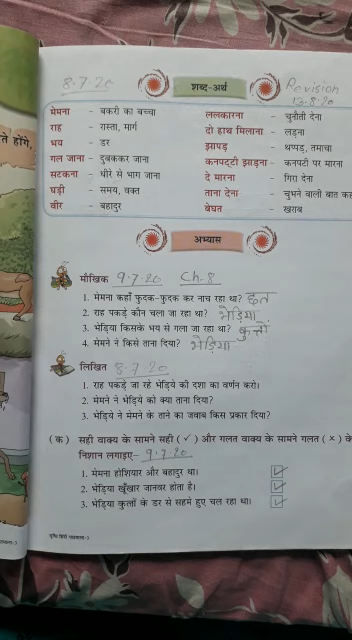 ते होंगे,
8.7.20 शब्द-अर्थ Revision
13.8.20
मेमना - बकरी का बच्चा
राह - रास्ता, मार्ग
भय - डर
गल जाना - दुबककर जाना
सटकना - धीरे से भाग जाना
घड़ी - समय, वक्त
वीर - बहादुर
ललकारना - चुनौती देना
दो हाथ मिलाना - लड़ना
झापड़ - थप्पड़, तमाचा
कनपट्टी झाड़ना - कनपटी पर मारना
दे मारना - गिरा देना
ताना देना - चुभने वाली बात
बेघत - खराब
अभ्यास
मौखिक 9.7.20 Ch-8
1. मेमना कहाँ फुदक-फुदक कर नाच रहा था? छत
2. राह पकड़े कौन चला जा रहा था? भेड़िया
3. भेड़िया किसके भय से गला जा रहा था? कुत्तों
4. मेमने ने किसे ताना दिया? भेड़िया
लिखित 8.7.20
1. राह पकड़े जा रहे भेड़िये की दशा का वर्णन करो।
2. मेमने ने भेड़िये को क्या ताना दिया?
3. भेड़िये ने मेमने के ताने का जवाब किस प्रकार दिया?
(क) सही वाक्य के सामने सही (✓) और गलत वाक्य के सामने गलत (×) के
निशान लगाइए- 9.7.20
1. मेमना होशियार और बहादुर था। ✓
2. भेड़िया खूँखार जानवर होता है। ✓
3. भेड़िया कुत्तों के डर से सहमे हुए चल रहा था। ✓